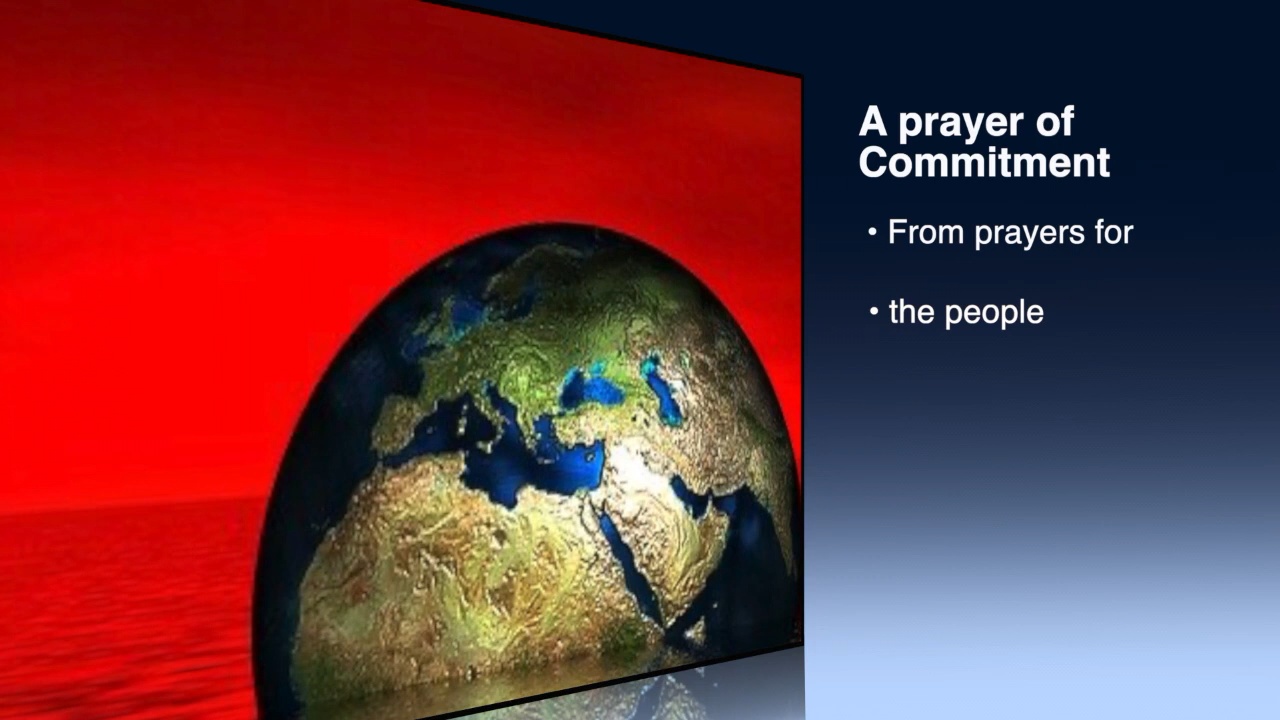 A prayer of
Commitment
• From prayers for
• the people